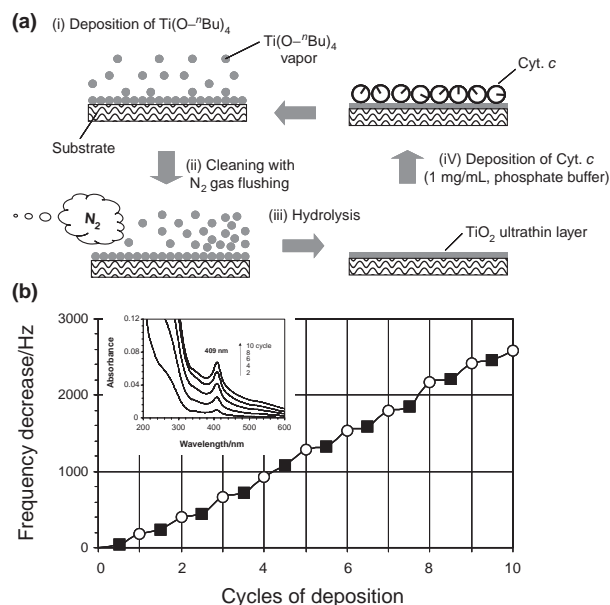 (a)
(i) Deposition of Ti(O–ⁿBu)₄
Ti(O–ⁿBu)₄
vapor
Substrate
(ii) Cleaning with
N₂ gas flushing
N₂
(iii) Hydrolysis
TiO₂ ultrathin layer
(iV) Deposition of Cyt. c
(1 mg/mL, phosphate buffer)
Cyt. c
(b)
Frequency decrease/Hz
3000
2000
1000
0
0 2 4 6 8 10
Cycles of deposition
Absorbance
0.12
0.08
0.04
0
200 300 400 500 600
Wavelength/nm
409 nm
10 cycle
8
6
4
2